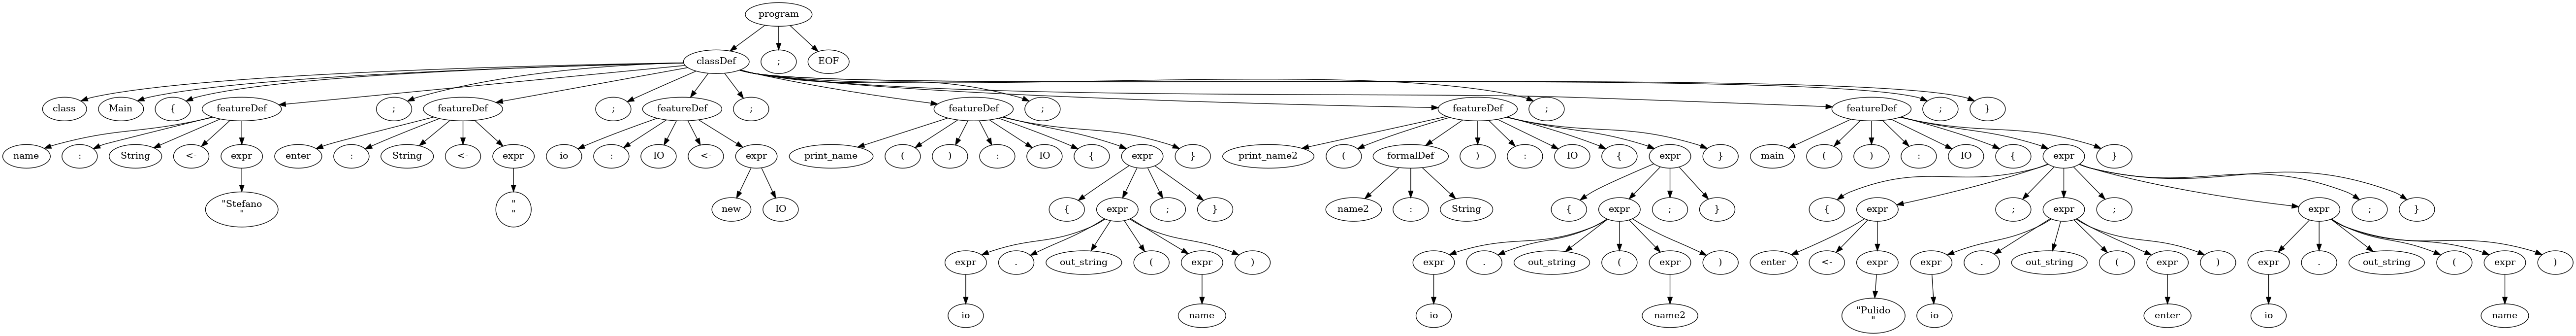 program
classDef ; EOF
class Main { featureDef ; featureDef ; featureDef ; featureDef ; featureDef ; featureDef ; }
name : String <- expr enter : String <- expr io : IO <- expr print_name ( ) : IO { expr } print_name2 ( formalDef ) : IO { expr } main ( ) : IO { expr }
"Stefano
"
"
"
new IO { expr ; } name2 : String { expr ; } { expr ; expr ; expr ; }
expr . out_string ( expr ) expr . out_string ( expr ) enter <- expr expr . out_string ( expr ) expr . out_string ( expr )
io name io name2
"Pulido
"
io enter io name